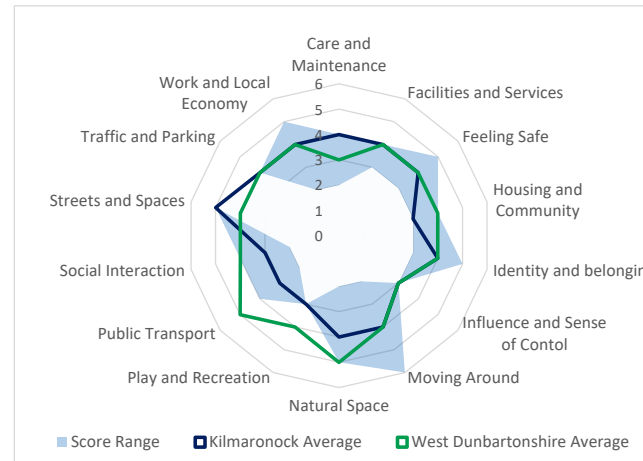 Care and
Maintenance
Facilities and Services
Feeling Safe
Housing and
Community
Identity and belonging
Influence and Sense
of Contol
Moving Around
Natural Space
Play and Recreation
Public Transport
Social Interaction
Streets and Spaces
Traffic and Parking
Work and Local
Economy
6
5
4
3
2
1
0
Score Range
Kilmaronock Average
West Dunbartonshire Average